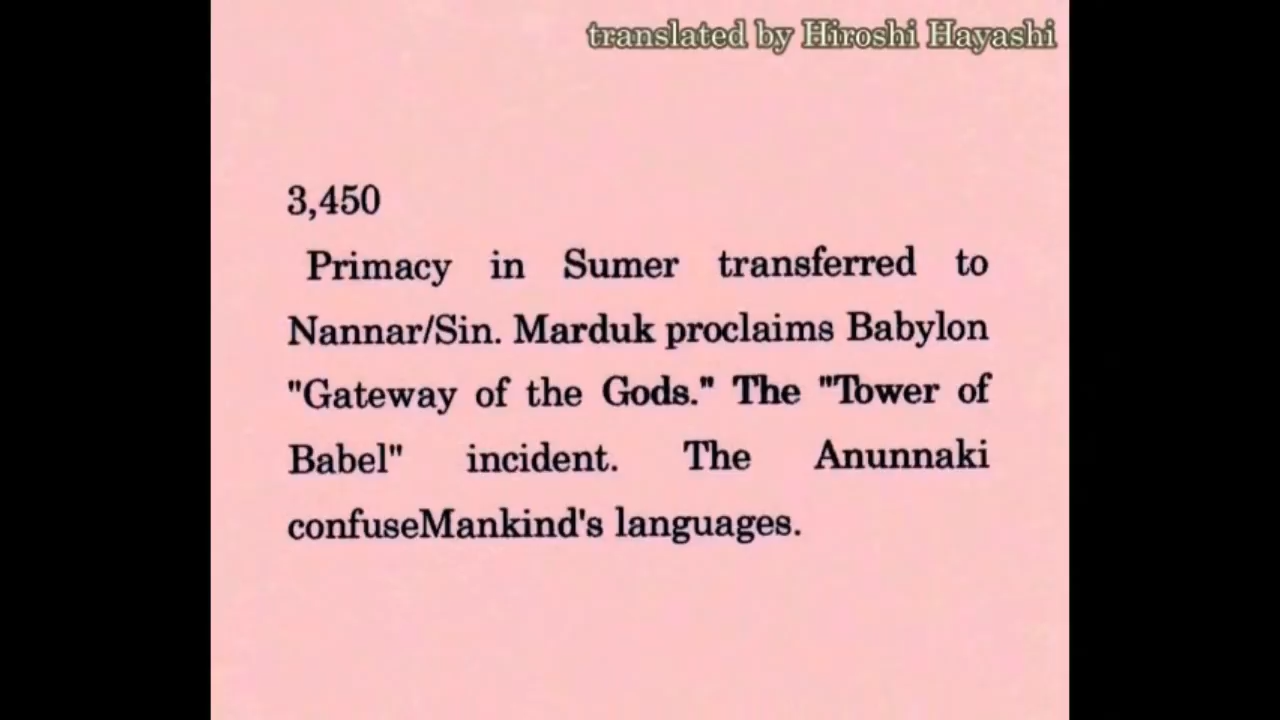 translated by Hiroshi Hayashi
3,450
Primacy in Sumer transferred to
Nannar/Sin. Marduk proclaims Babylon
"Gateway of the Gods." The "Tower of
Babel" incident. The Anunnaki
confuseMankind's languages.